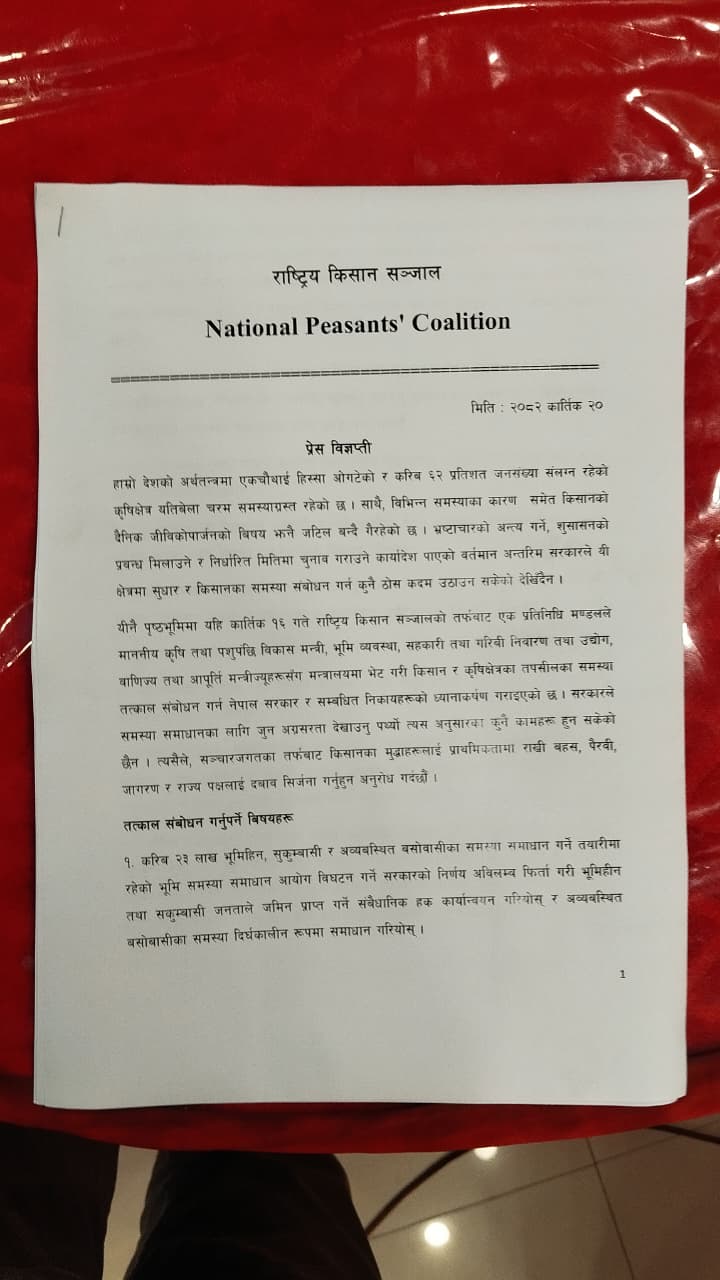 राष्ट्रिय किसान सञ्जाल
National Peasants' Coalition
मिति : २०८२ कार्तिक २०
प्रेस विज्ञप्ती
हाम्रो देशको अर्थतन्त्रमा एकचौथाई हिस्सा ओगटेको र करिब ६२ प्रतिशत जनसंख्या संलग्न रहेको
कृषिक्षेत्र यतिबेला चरम समस्याग्रस्त रहेको छ । साथै, विभिन्न समस्याका कारण समेत किसानको
दैनिक जीविकोपार्जनको बिषय झनै जटिल बन्दै गैरहेको छ । भ्रष्टाचारको अन्त्य गर्ने, शुसासनको
प्रवन्ध मिलाउने र निर्धारित मितिमा चुनाव गराउने कार्यादेश पाएको वर्तमान अन्तरिम सरकारले यी
क्षेत्रमा सुधार र किसानका समस्या संबोधन गर्न कुनै ठोस कदम उठाउन सकेको देखिंदैन ।
यीनै पृष्ठभूमिमा यहि कार्तिक १६ गते राष्ट्रिय किसान सञ्जालको तर्फबाट एक प्रतिनिधि मण्डलले
माननीय कृषि तथा पशुपंछि विकास मन्त्री, भूमि व्यवस्था, सहकारी तथा गरिवी निवारण तथा उद्योग,
वाणिज्य तथा आपूर्ति मन्त्रीज्यूहरूसंग मन्त्रालयमा भेट गरी किसान र कृषिक्षेत्रका तपसीलका समस्या
तत्काल संबोधन गर्न नेपाल सरकार र सम्बधित निकायहरूको ध्यानाकर्षण गराइएको छ । सरकारले
समस्या समाधानका लागि जुन अग्रसरता देखाउनु पर्थ्यो त्यस अनुसारका कुनै कामहरू हुन सकेको
छैन । त्यसैले, सञ्चारजगतका तर्फबाट किसानका मुद्धाहरूलाई प्राथमिकतामा राखी बहस, पैरवी,
जागरण र राज्य पक्षलाई दबाव सिर्जना गर्नुहुन अनुरोध गर्दछौं ।
तत्काल संबोधन गर्नुपर्ने बिषयहरू
१. करिब २३ लाख भूमिहिन, सुकुम्बासी र अव्यबस्थित बसोवासीका समस्या समाधान गर्ने तयारीमा
रहेको भूमि समस्या समाधान आयोग विघटन गर्ने सरकारको निर्णय अविलम्ब फिर्ता गरी भूमिहीन
तथा सकुम्बासी जनताले जमिन प्राप्त गर्ने संबैधानिक हक कार्यान्वयन गरियोस् र अव्यबस्थित
बसोबासीका समस्या दिर्घकालीन रूपमा समाधान गरियोस् ।
1